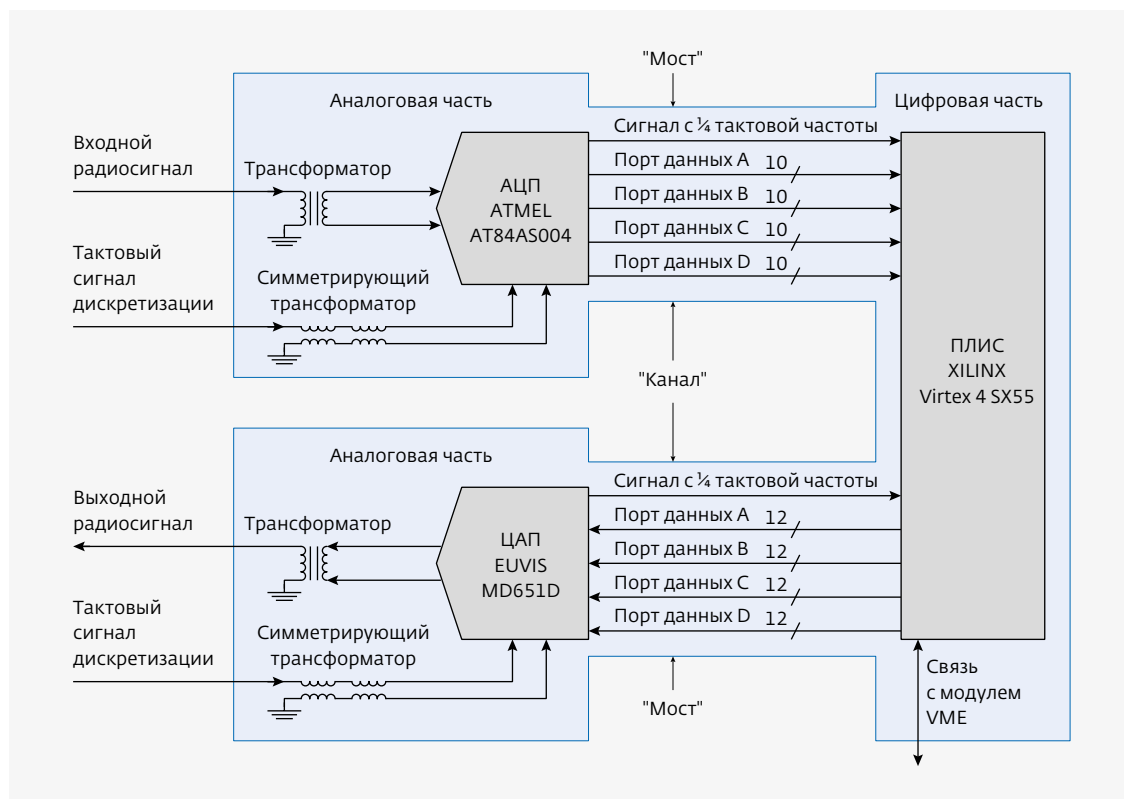 "Мост"
Аналоговая часть
Цифровая часть
Входной
радиосигнал
Трансформатор
АЦП
ATMEL
AT84AS004
Сигнал с ¼ тактовой частоты
Порт данных A 10
Порт данных B 10
Порт данных C 10
Порт данных D 10
Тактовый
сигнал
дискретизации
Симметрирующий
трансформатор
ПЛИС
XILINX
Virtex 4 SX55
"Канал"
Аналоговая часть
Выходной
радиосигнал
Трансформатор
ЦАП
EUVIS
MD651D
Сигнал с ¼ тактовой частоты
Порт данных A 12
Порт данных B 12
Порт данных C 12
Порт данных D 12
Тактовый
сигнал
дискретизации
Симметрирующий
трансформатор
"Мост"
Связь
с модулем
VME